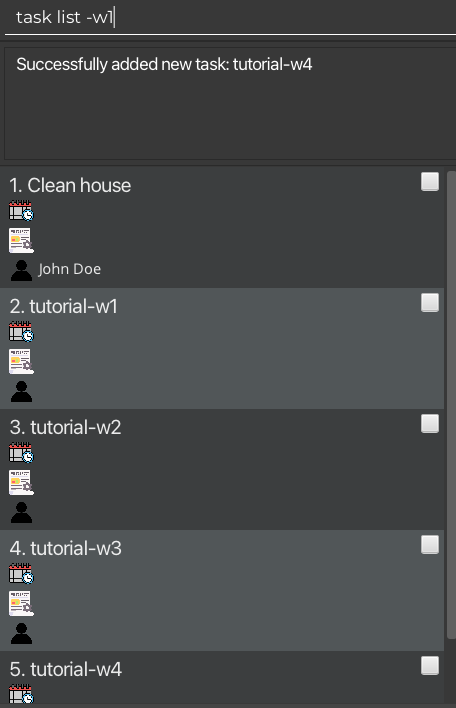 task list -w1
Successfully added new task: tutorial-w4
1. Clean house
John Doe
2. tutorial-w1
3. tutorial-w2
4. tutorial-w3
5. tutorial-w4